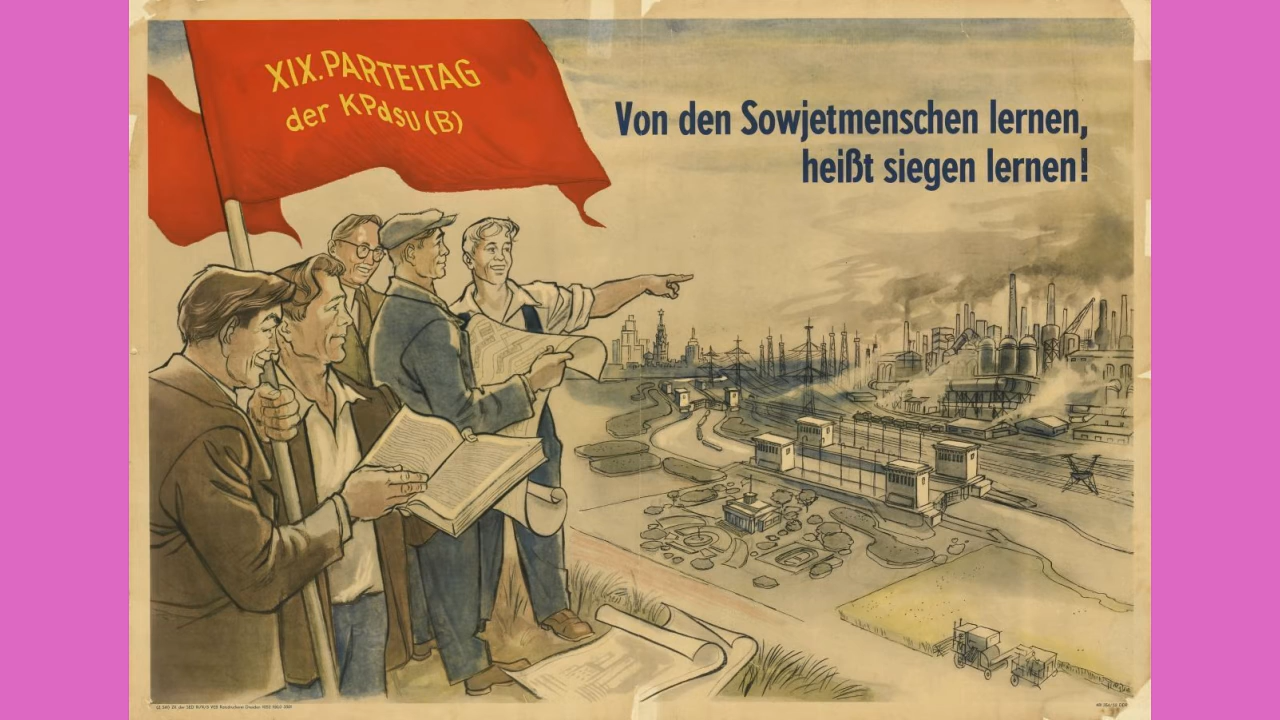 XIX. PARTEITAG
der KPdSU (B)
Von den Sowjetmenschen lernen,
heißt siegen lernen!